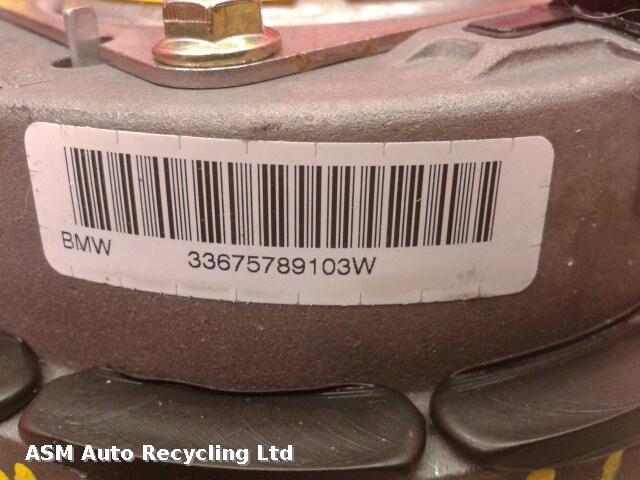 BMW
33675789103W
ASM Auto Recycling Ltd